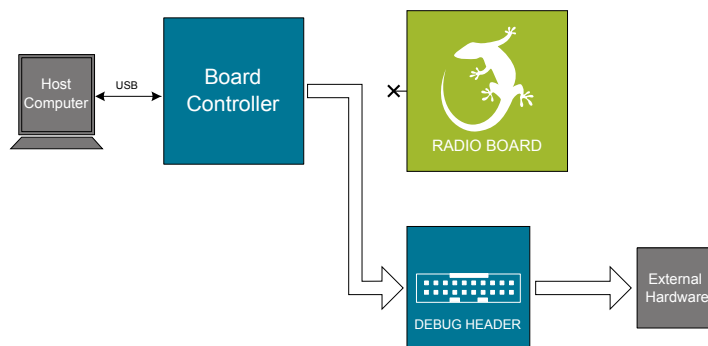 Host
Computer
USB
Board
Controller
RADIO BOARD
DEBUG HEADER
External
Hardware